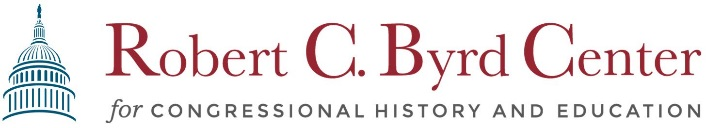 Robert C. Byrd Center
for CONGRESSIONAL HISTORY AND EDUCATION